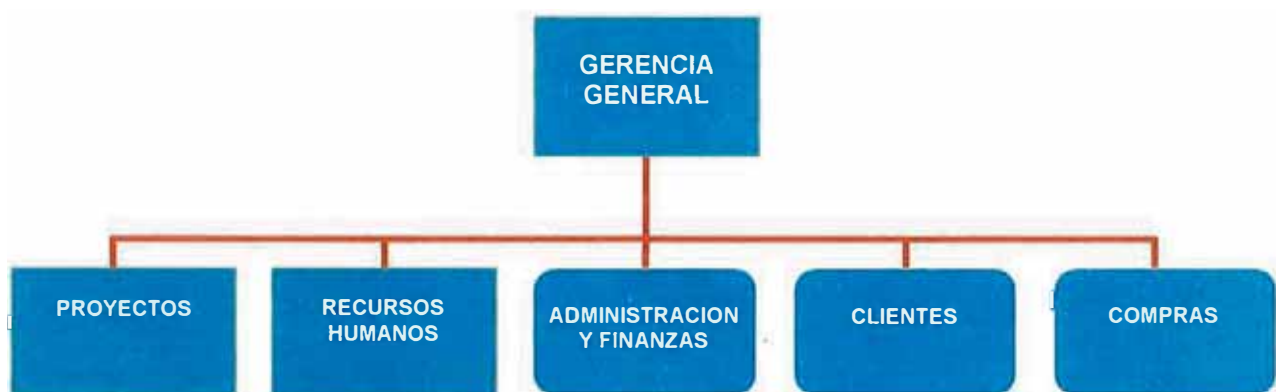 GERENCIA
GENERAL
PROYECTOS
RECURSOS
HUMANOS
ADMINISTRACION
Y FINANZAS
CLIENTES
COMPRAS